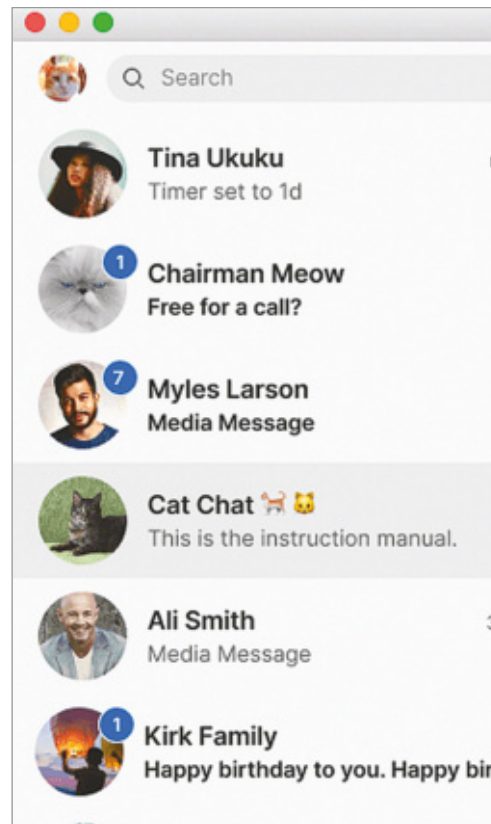 Search
Tina Ukuku
Timer set to 1d
1
Chairman Meow
Free for a call?
7
Myles Larson
Media Message
Cat Chat 🐈 🐱
This is the instruction manual.
Ali Smith
3
Media Message
1
Kirk Family
Happy birthday to you. Happy bir